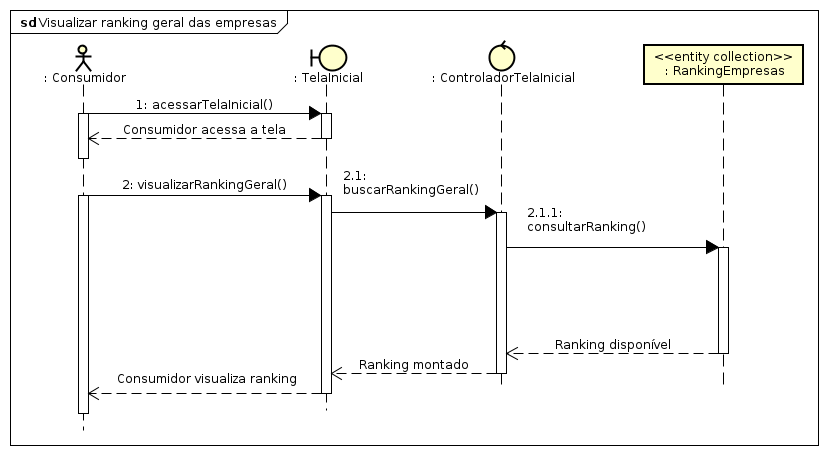 sd Visualizar ranking geral das empresas
: Consumidor
: TelaInicial
: ControladorTelaInicial
<<entity collection>>
: RankingEmpresas
1: acessarTelaInicial()
Consumidor acessa a tela
2: visualizarRankingGeral()
2.1:
buscarRankingGeral()
2.1.1:
consultarRanking()
Ranking disponível
Ranking montado
Consumidor visualiza ranking